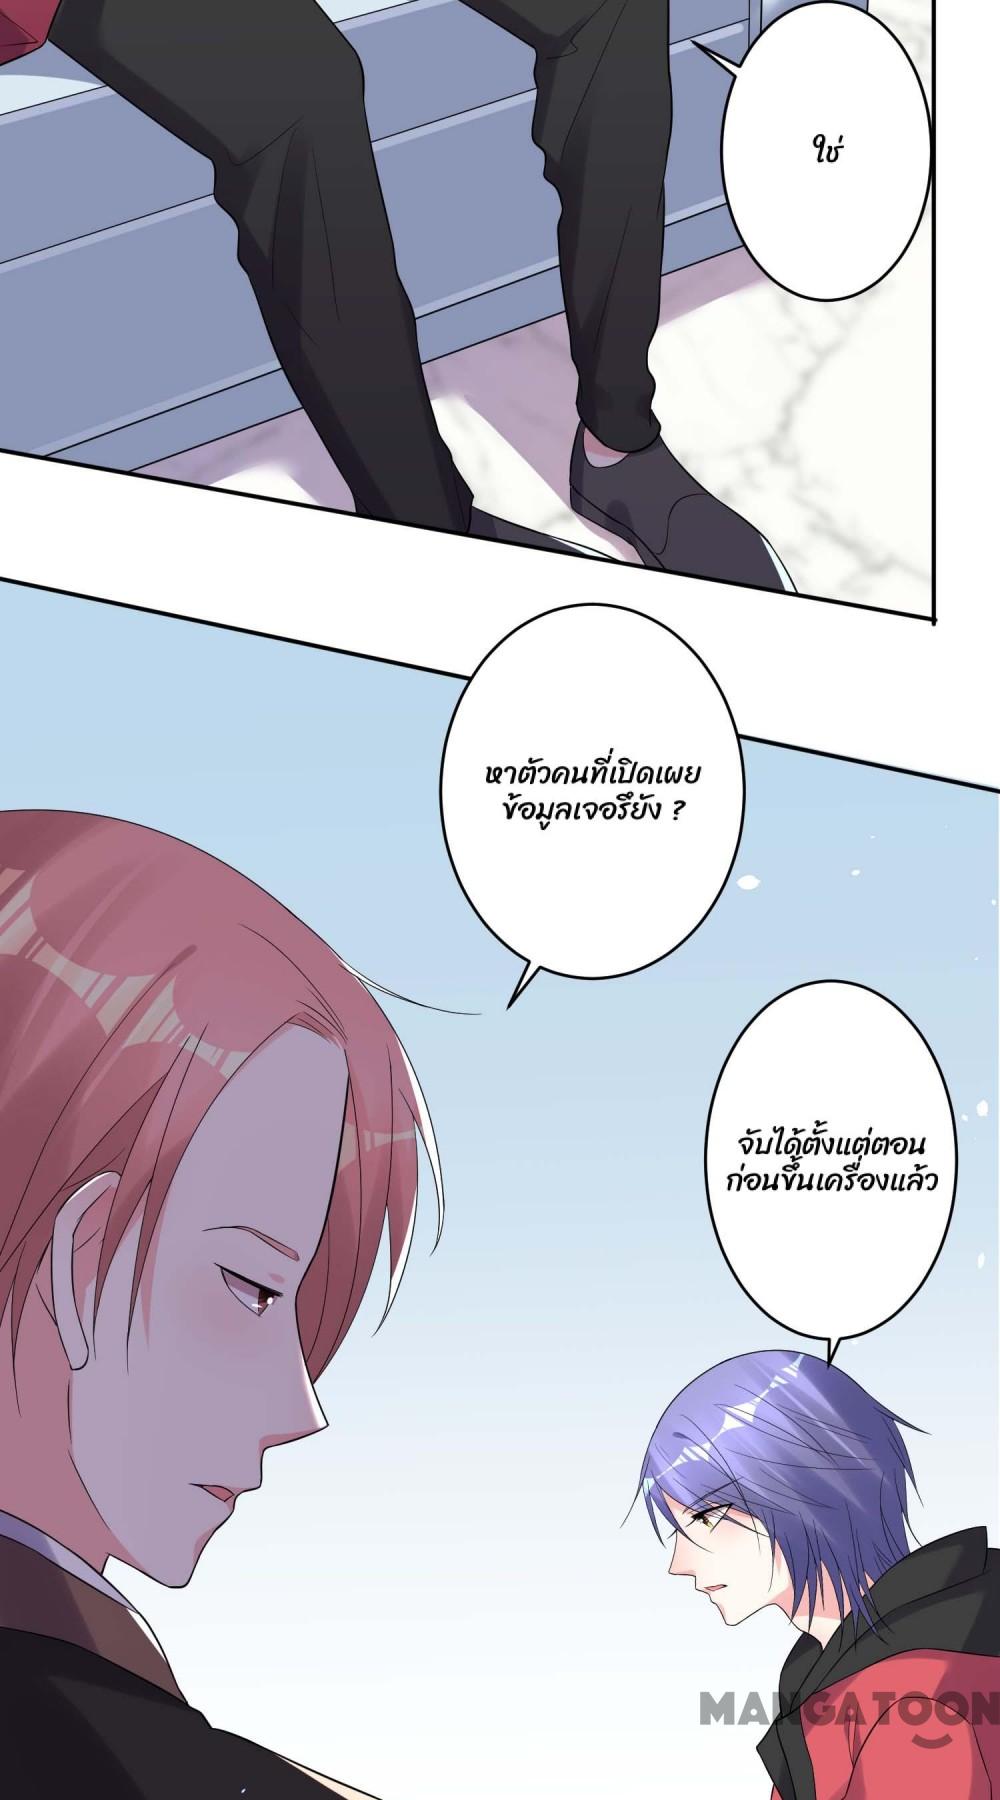 ใช่
หาตัวคนที่เปิดเผย
ข้อมูลเจอรึยัง ?
จับได้ตั้งแต่ตอน
ก่อนขึ้นเครื่องแล้ว
MANGATOON